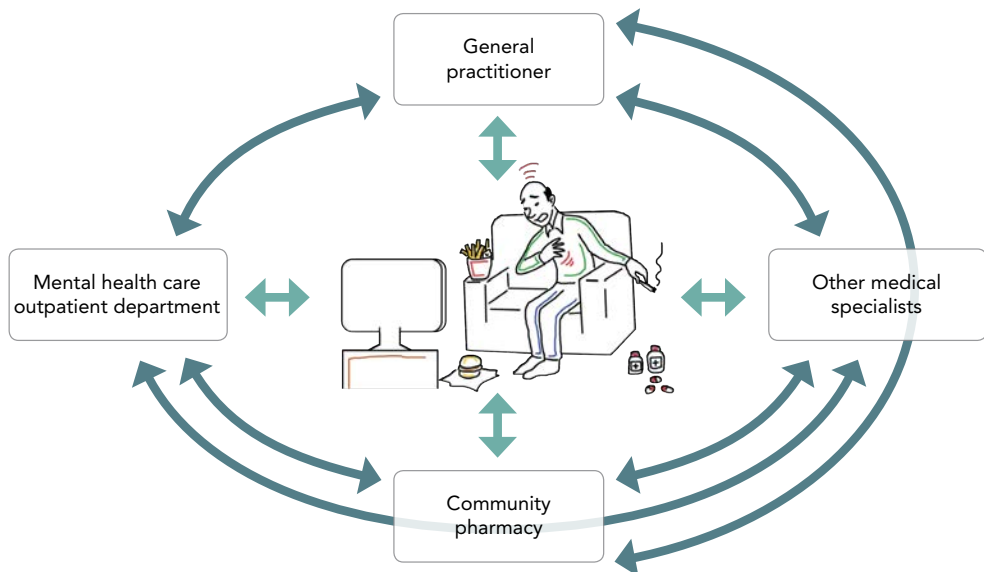 General
practitioner
Mental health care
outpatient department
Other medical
specialists
Community
pharmacy